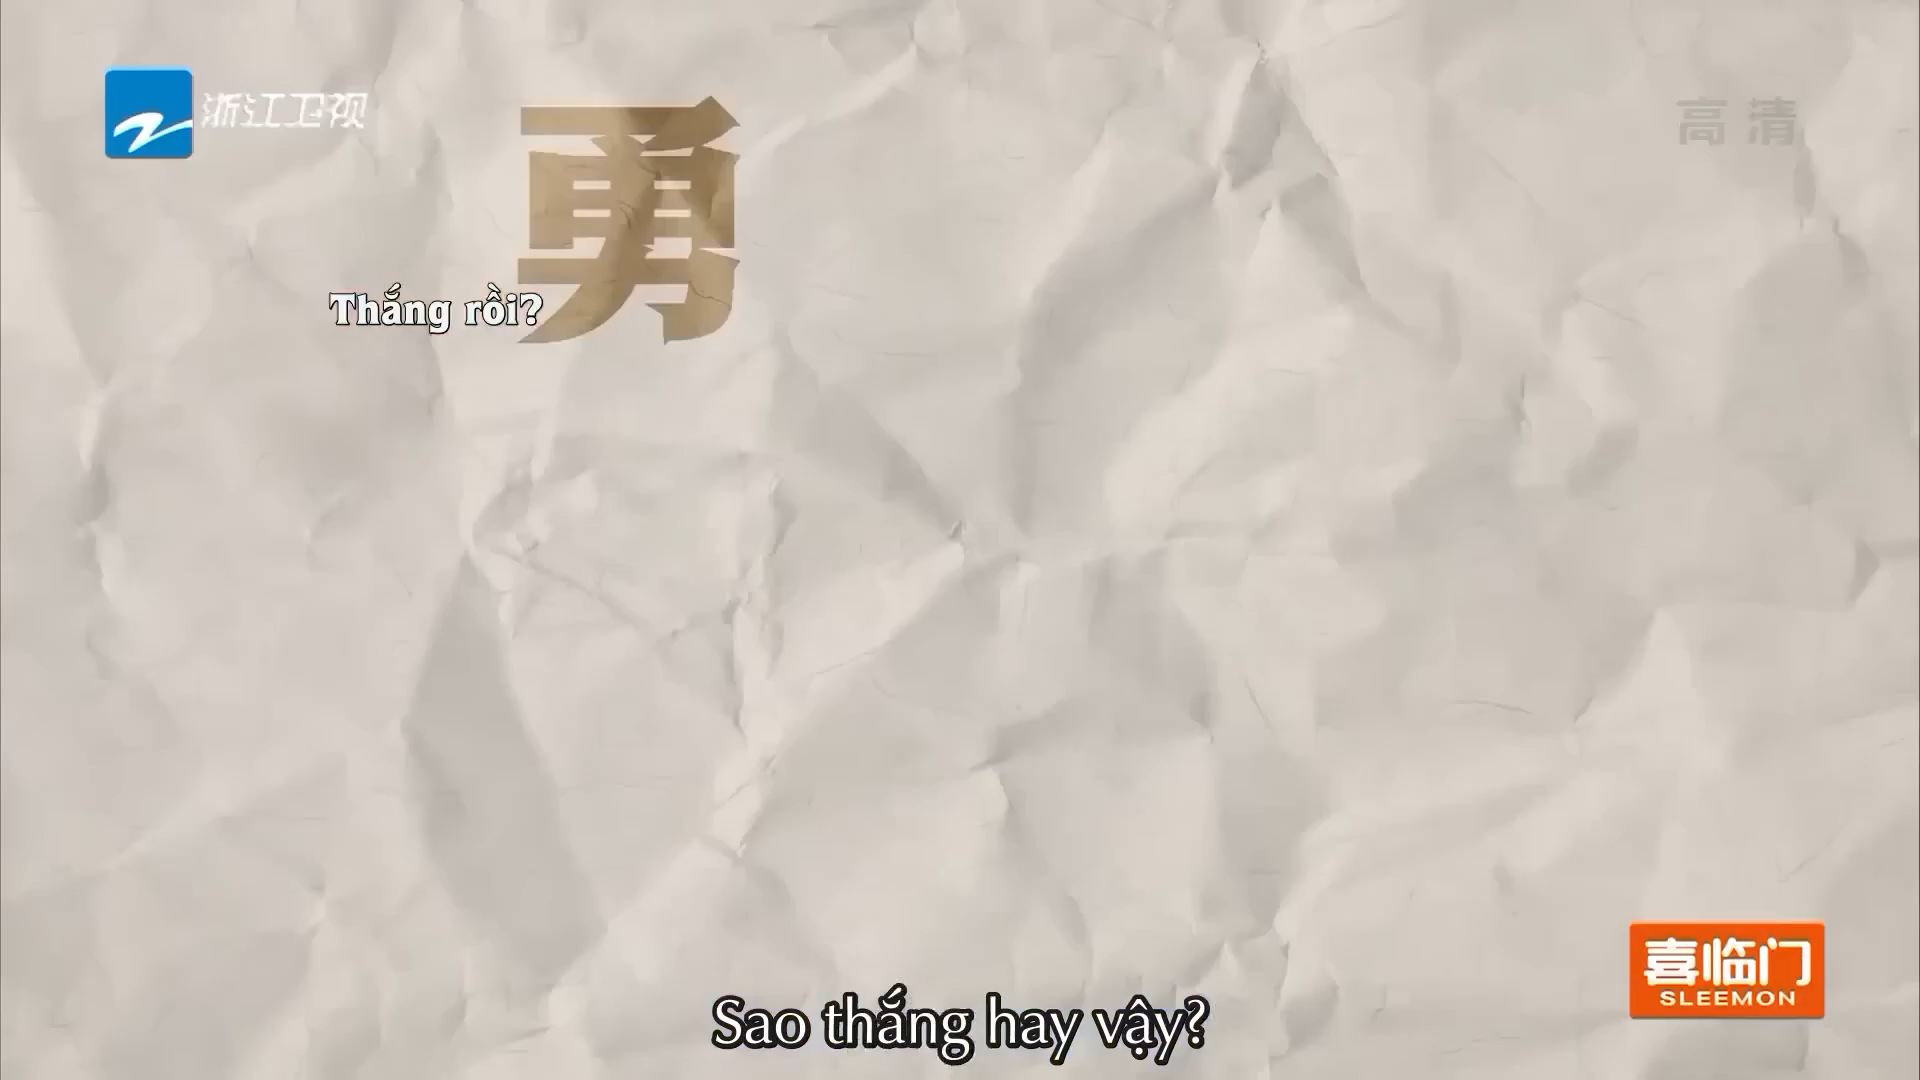 浙江卫视
勇
高清
Thắng rồi?
喜临门
SLEEMON
Sao thắng hay vậy?